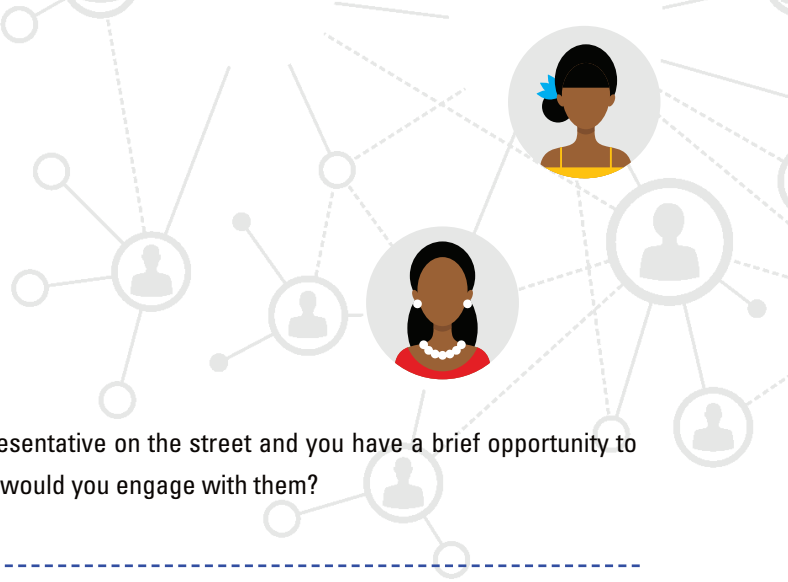 esentative on the street and you have a brief opportunity to
would you engage with them?